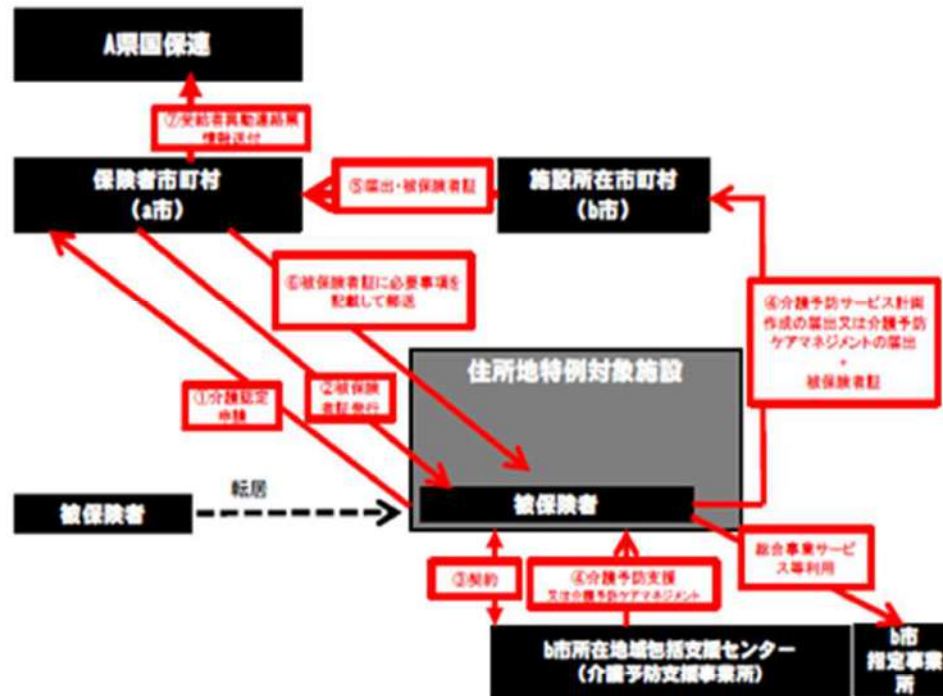 A県国保連
⑦受給者異動連絡票
情報送付
保険者市町村
(a市)
⑤届出・被保険者証
施設所在市町村
(b市)
⑥被保険者証に必要事項を
記載して郵送
④介護予防サービス計画
作成の届出又は介護予防
ケアマネジメントの届出
+
被保険者証
住所地特例対象施設
①介護認定
申請
②被保険
者証発行
被保険者
転居
被保険者
総合事業サービ
ス等利用
③契約
④介護予防支援
又は介護予防ケアマネジメント
b市所在地域包括支援センター
(介護予防支援事業所)
b市
指定事業
所